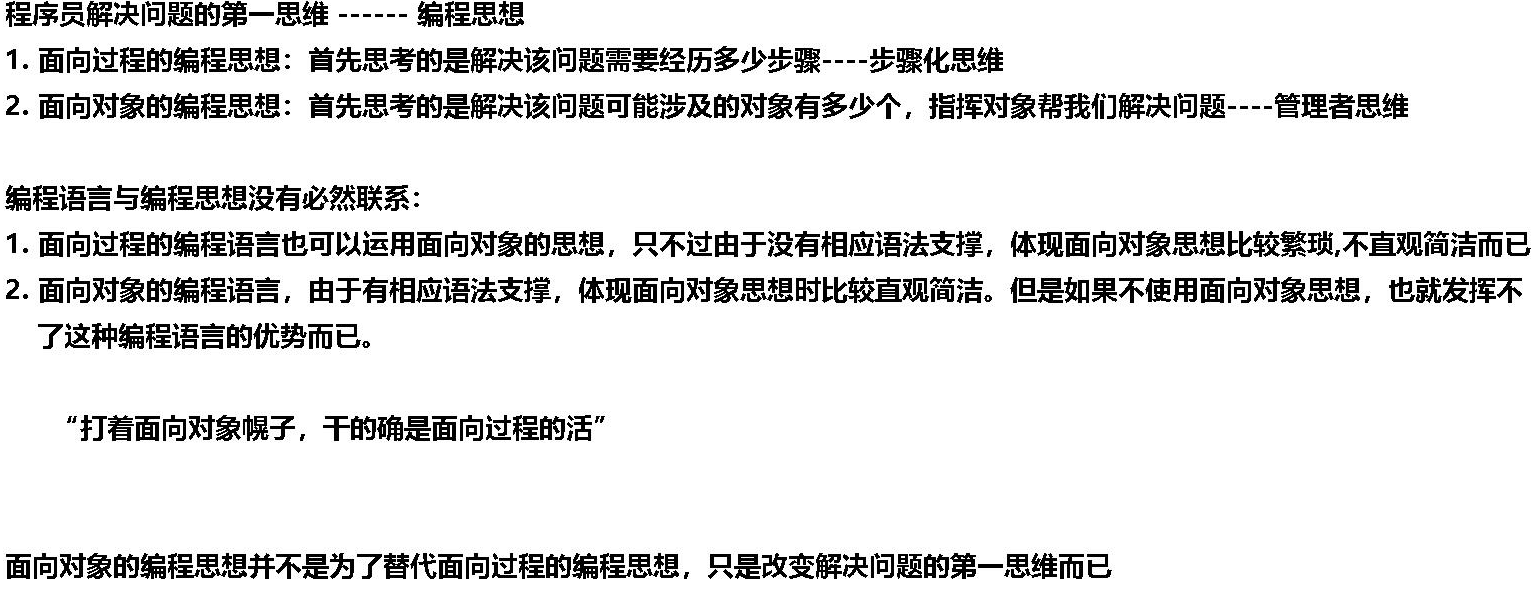 程序员解决问题的第一思维 ------ 编程思想
1. 面向过程的编程思想：首先思考的是解决该问题需要经历多少步骤----步骤化思维
2. 面向对象的编程思想：首先思考的是解决该问题可能涉及的对象有多少个，指挥对象帮我们解决问题----管理者思维
编程语言与编程思想没有必然联系：
1. 面向过程的编程语言也可以运用面向对象的思想，只不过由于没有相应语法支撑，体现面向对象思想比较繁琐,不直观简洁而已
2. 面向对象的编程语言，由于有相应语法支撑，体现面向对象思想时比较直观简洁。但是如果不使用面向对象思想，也就发挥不
了这种编程语言的优势而已。
“打着面向对象幌子，干的确是面向过程的活”
面向对象的编程思想并不是为了替代面向过程的编程思想，只是改变解决问题的第一思维而已